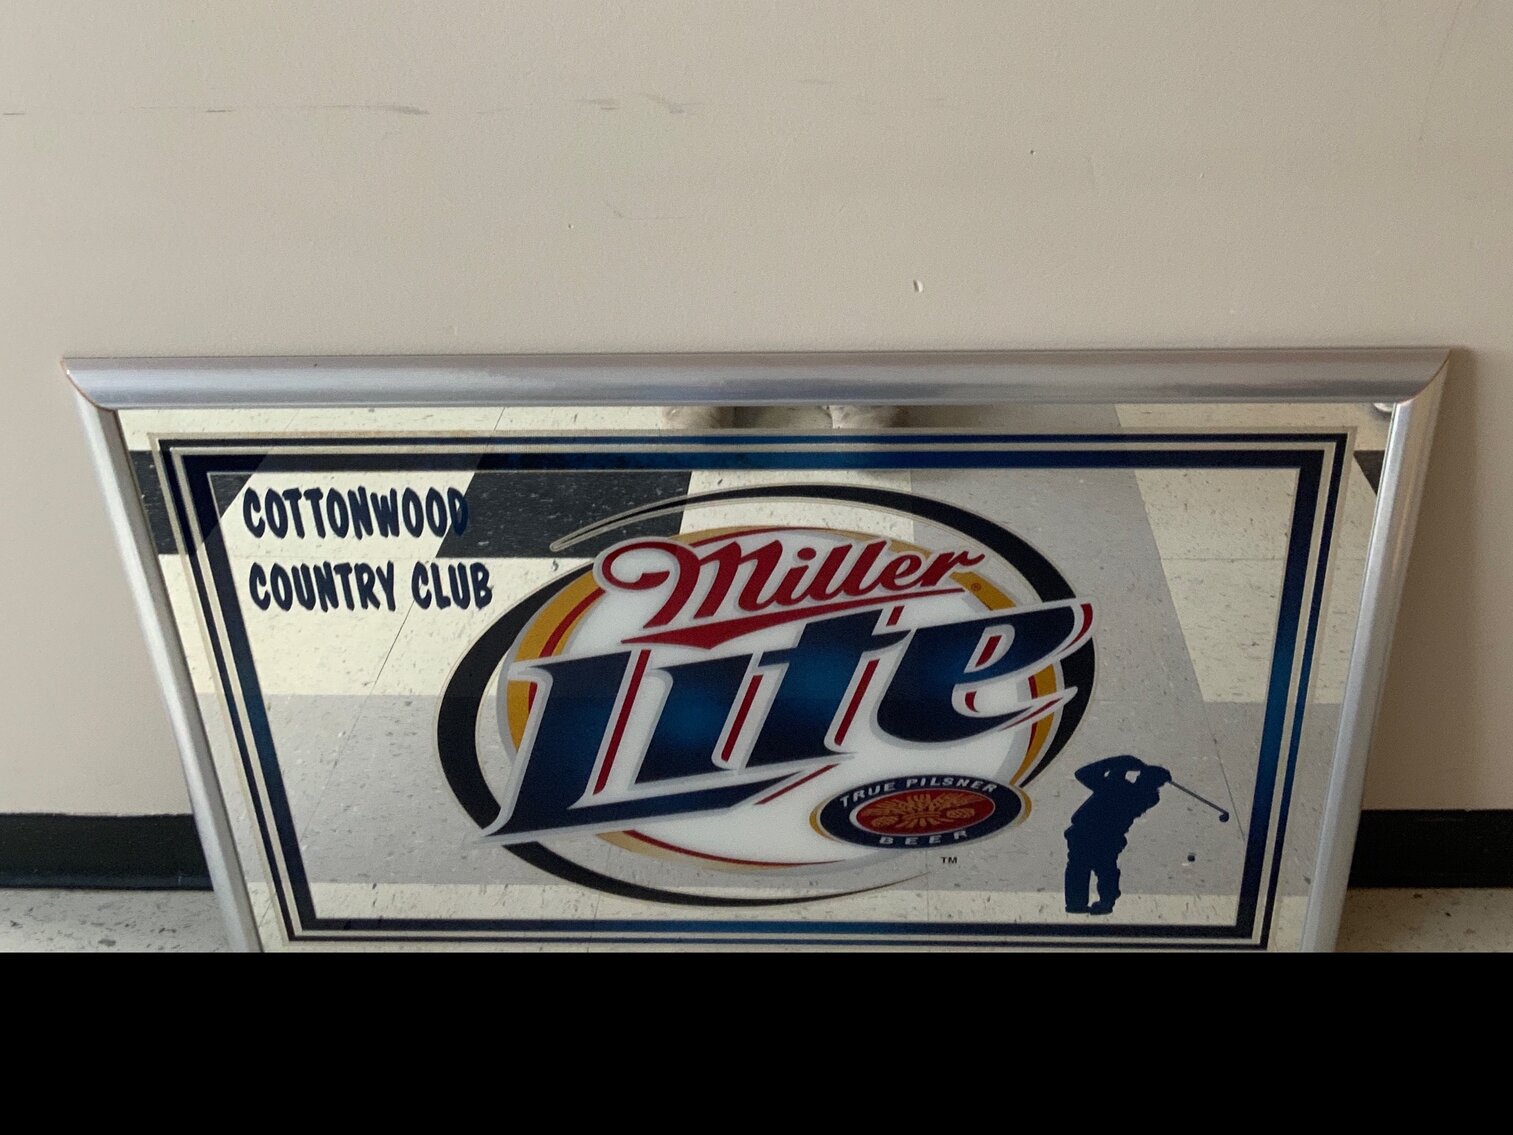 COTTONWOOD
COUNTRY CLUB
Miller®
Lite
TRUE PILSNER
BEER
TM